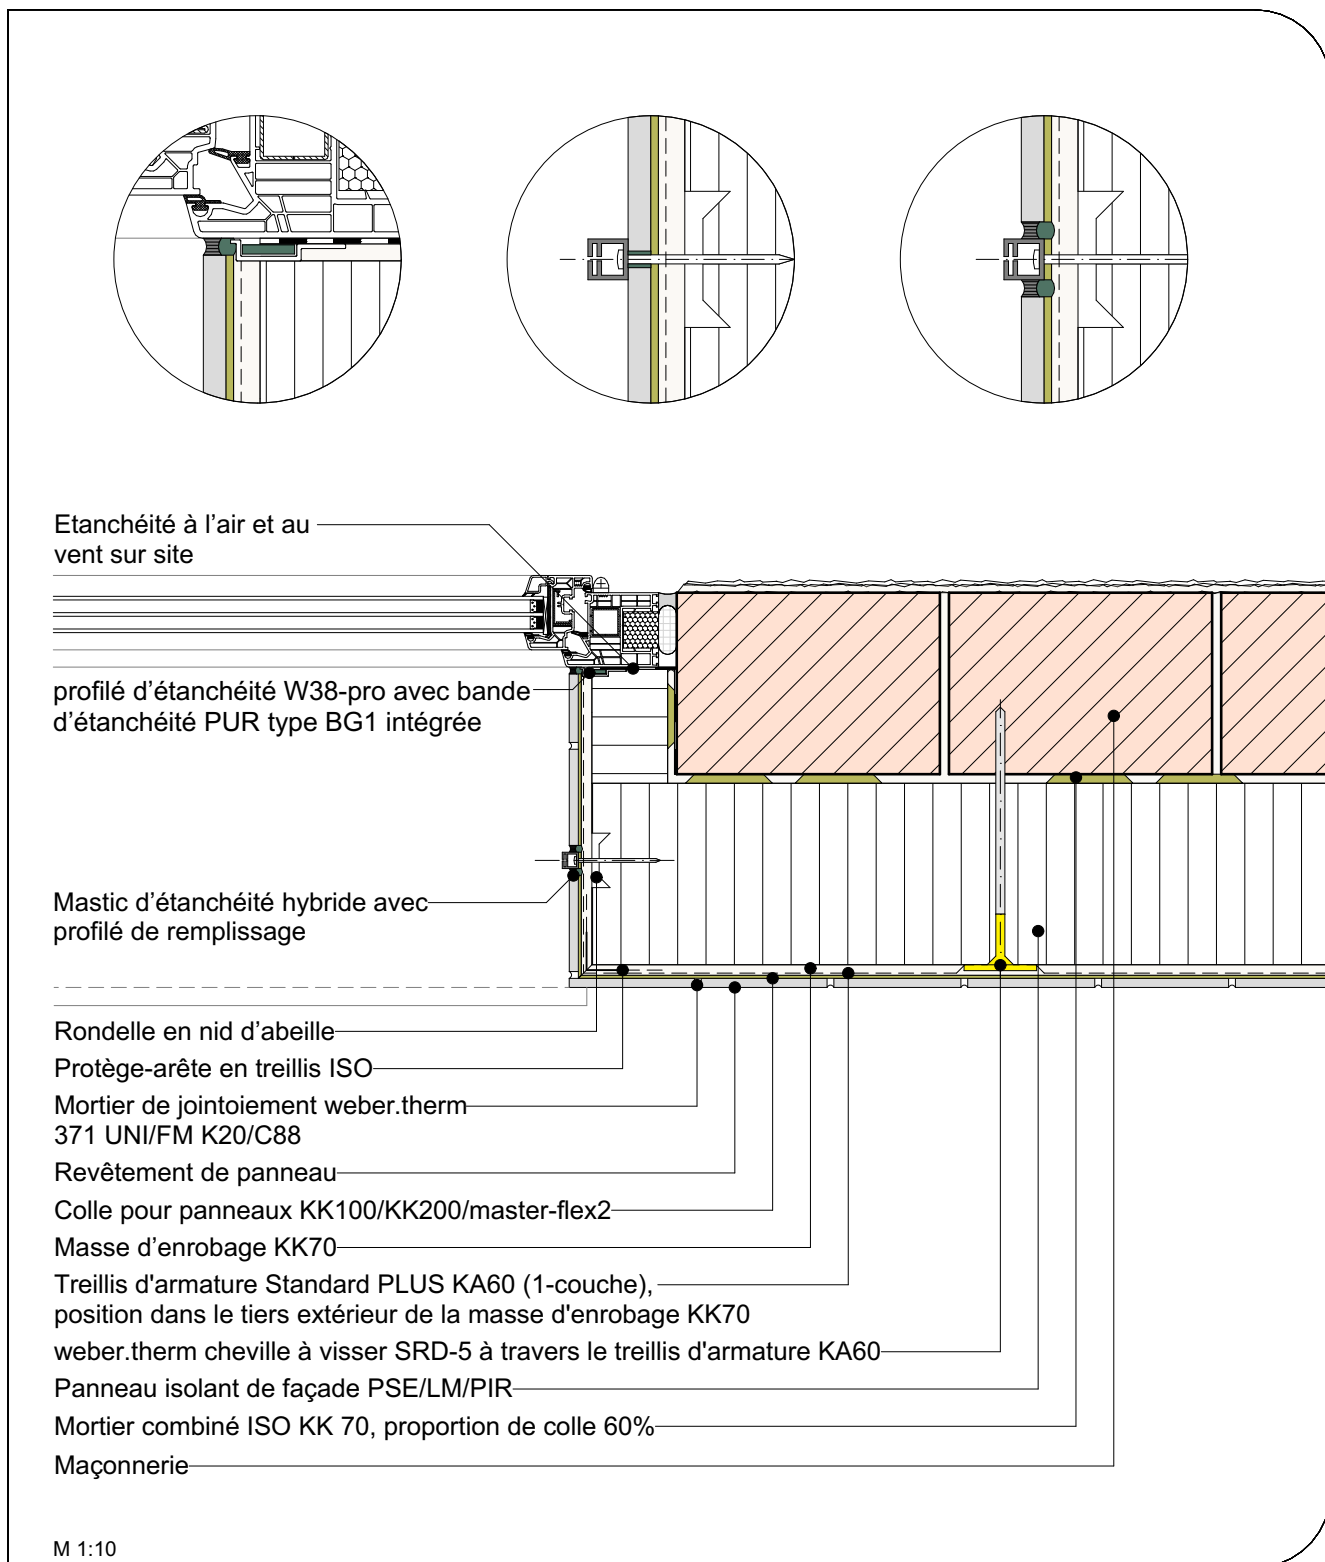 Etanchéité à l’air et au
vent sur site
profilé d’étanchéité W38-pro avec bande
d’étanchéité PUR type BG1 intégrée
Mastic d’étanchéité hybride avec
profilé de remplissage
Rondelle en nid d’abeille
Protège-arête en treillis ISO
Mortier de jointoiement weber.therm
371 UNI/FM K20/C88
Revêtement de panneau
Colle pour panneaux KK100/KK200/master-flex2
Masse d’enrobage KK70
Treillis d'armature Standard PLUS KA60 (1-couche),
position dans le tiers extérieur de la masse d'enrobage KK70
weber.therm cheville à visser SRD-5 à travers le treillis d'armature KA60
Panneau isolant de façade PSE/LM/PIR
Mortier combiné ISO KK 70, proportion de colle 60%
Maçonnerie
M 1:10